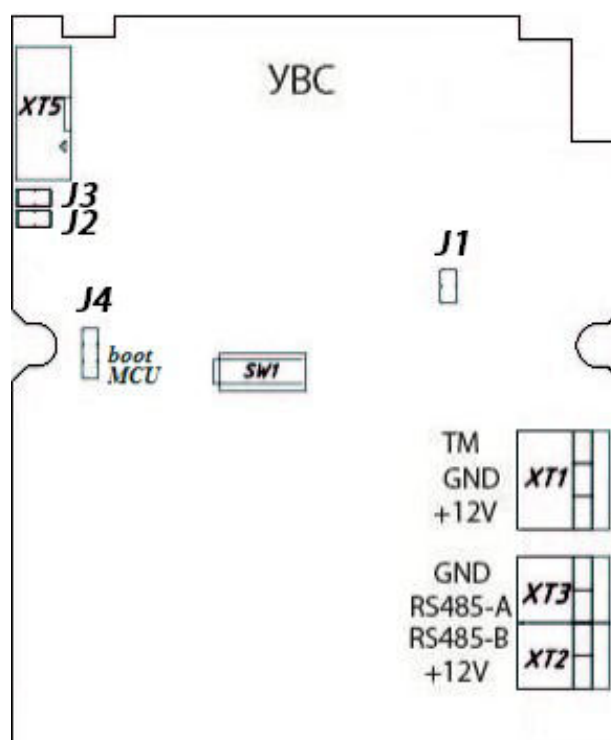 УВС
XT5
J3
J2
J1
J4
boot
MCU
SW1
TM
GND
+12V
XT1
GND
RS485-A
RS485-B
+12V
XT3
XT2